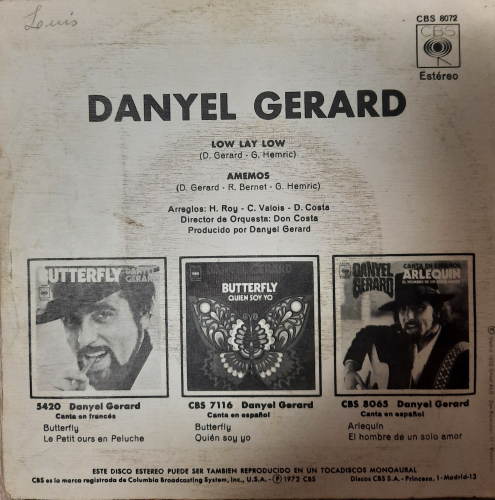 Luis
CBS 8072
CBS
Estéreo
DANYEL GERARD
LOW LAY LOW
(D. Gerard - G. Hemric)
AMEMOS
(D. Gerard - R. Bernet - G. Hemric)
Arreglos: H. Roy - C. Valois - D. Costa
Director de Orquesta: Don Costa
Producido por Danyel Gerard
BUTTERFLY
DANYEL
GERARD
DANYEL GERARD
BUTTERFLY
QUIEN SOY YO
DANYEL
GERARD
CANTA EN ESPAÑOL
ARLEQUIN
EL HOMBRE DE UN SOLO AMOR
5420 Danyel Gerard
Canta en francés
Butterfly
Le Petit ours en Peluche
CBS 7116 Danyel Gerard
Canta en español
Butterfly
Quién soy yo
CBS 8065 Danyel Gerard
Canta en español
Arlequín
El hombre de un solo amor
ESTE DISCO ESTEREO PUEDE SER TAMBIEN REPRODUCIDO EN UN TOCADISCOS MONOAURAL
CBS es la marca registrada de Columbia Broadcasting System, Inc., U.S.A. - Ⓟ 1972 CBS Discos CBS S.A. - Princesa, 1 - Madrid-13